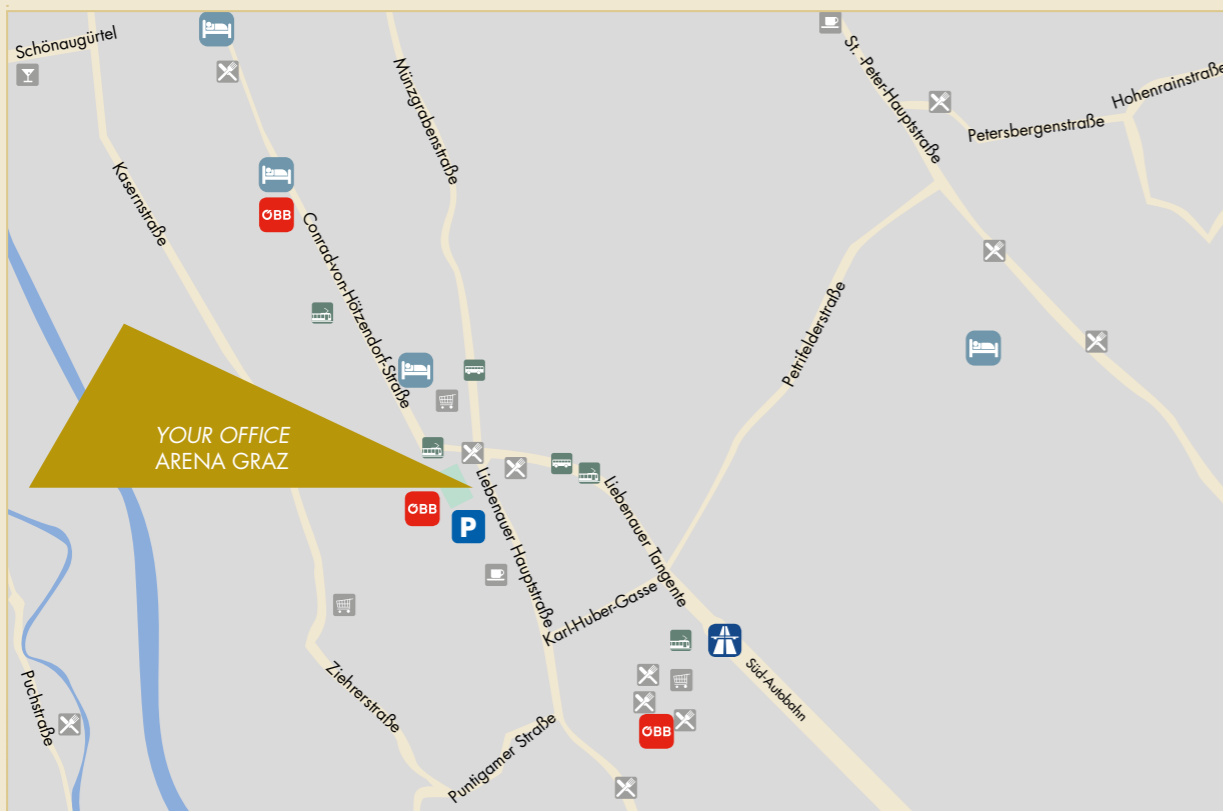 Schönaugürtel
St. -Peter-Hauptstraße
Hohenrainstraße
Petersbergenstraße
Münzgrabenstraße
Kasernstraße
ÖBB
Conrad-von-Hötzendorf-Straße
Petrifelderstraße
YOUR OFFICE
ARENA GRAZ
ÖBB
P
Liebenauer Hauptstraße
Liebenauer Tangente
Karl-Huber-Gasse
Süd-Autobahn
ÖBB
Ziehrerstraße
Puchstraße
Puntigamer Straße